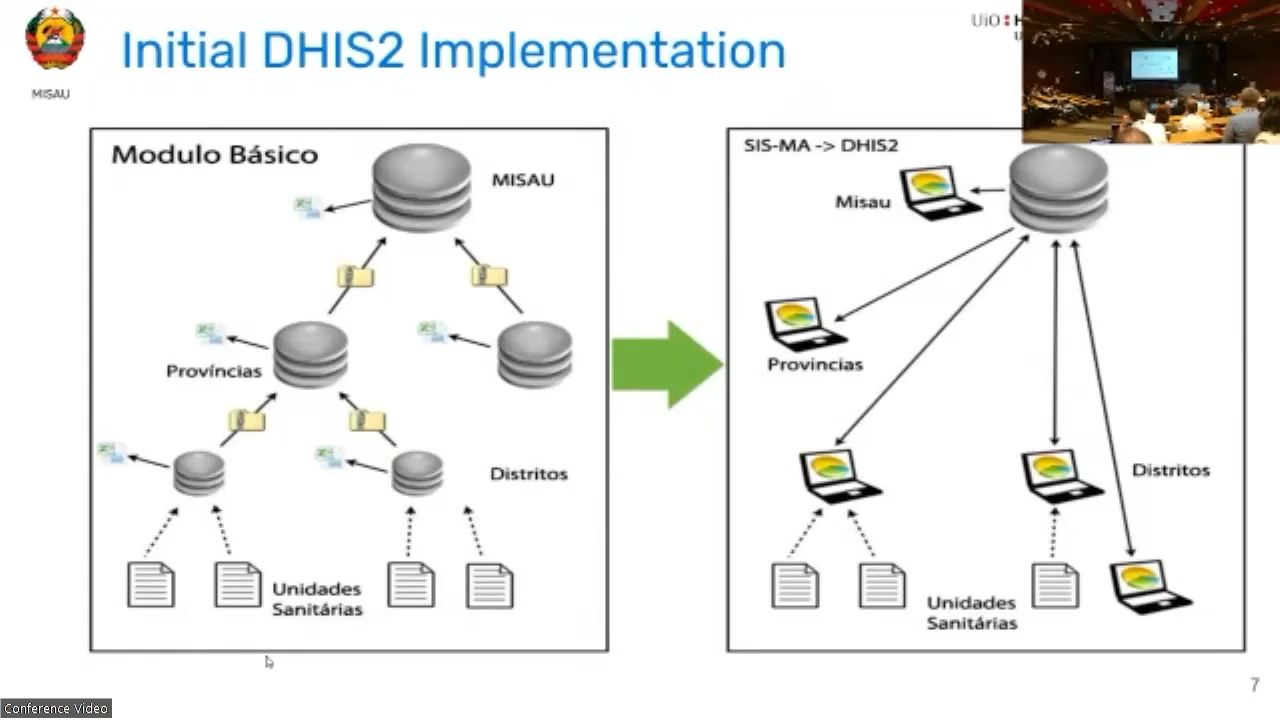 Initial DHIS2 Implementation
UiO
MISAU
Modulo Básico
MISAU
Províncias
Distritos
Unidades
Sanitárias
SIS-MA -> DHIS2
Misau
Provincias
Distritos
Unidades
Sanitárias
7
Conference Video